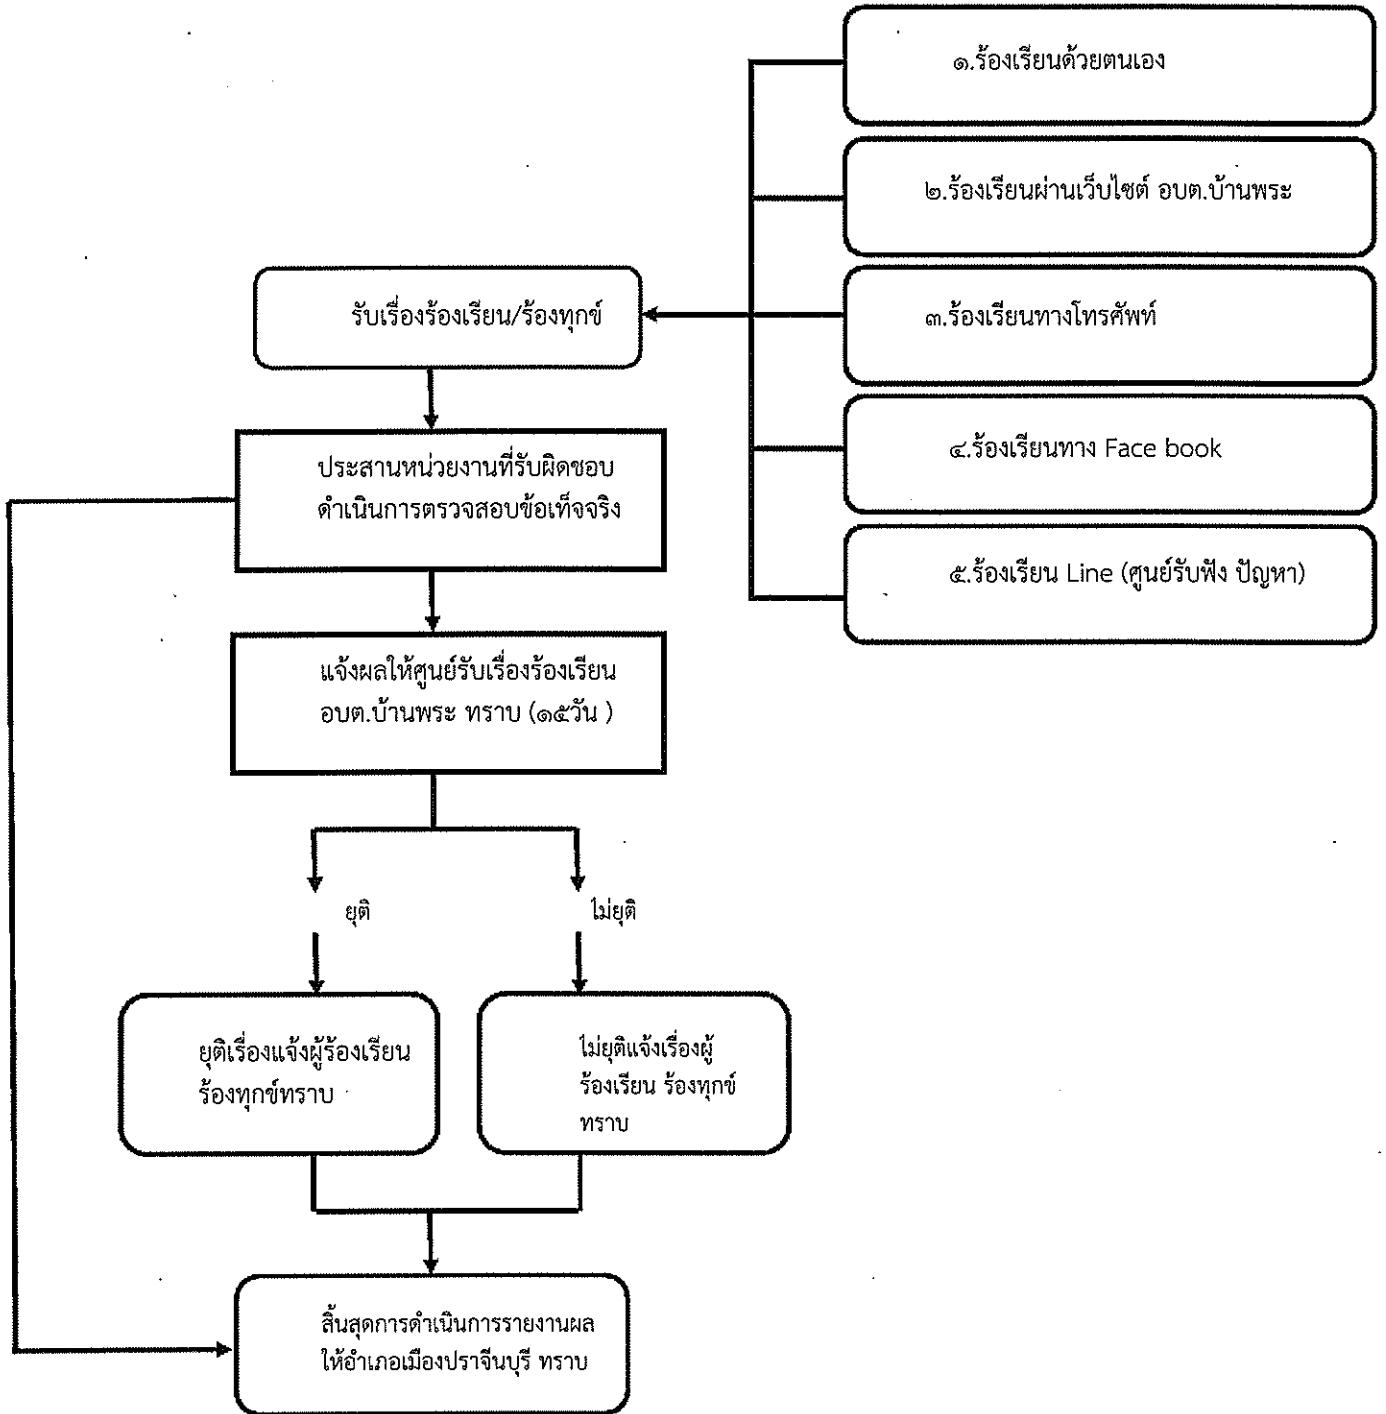 ๑.ร้องเรียนด้วยตนเอง
๒.ร้องเรียนผ่านเว็บไซต์ อบต.บ้านพระ
รับเรื่องร้องเรียน/ร้องทุกข์
๓.ร้องเรียนทางโทรศัพท์
๔.ร้องเรียนทาง Face book
ประสานหน่วยงานที่รับผิดชอบ
ดำเนินการตรวจสอบข้อเท็จจริง
๕.ร้องเรียน Line (ศูนย์รับฟัง ปัญหา)
แจ้งผลให้ศูนย์รับเรื่องร้องเรียน
อบต.บ้านพระ ทราบ (๑๕วัน )
ยุติ
ไม่ยุติ
ยุติเรื่องแจ้งผู้ร้องเรียน
ร้องทุกข์ทราบ
ไม่ยุติแจ้งเรื่องผู้
ร้องเรียน ร้องทุกข์
ทราบ
สิ้นสุดการดำเนินการรายงานผล
ให้อำเภอเมืองปราจีนบุรี ทราบ